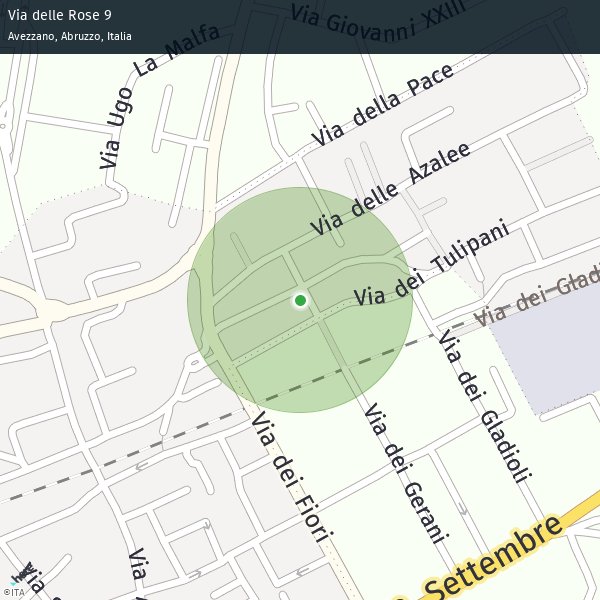 Via delle Rose 9
Avezzano, Abruzzo, Italia
Via Giovanni XXIII
Via Ugo La Malfa
Via della Pace
Via delle Azalee
Via dei Tulipani
Via dei Gladi
Via dei Gladioli
Via dei Gerani
Via dei Fiori
Settembre
Via
Via
here
©ITA